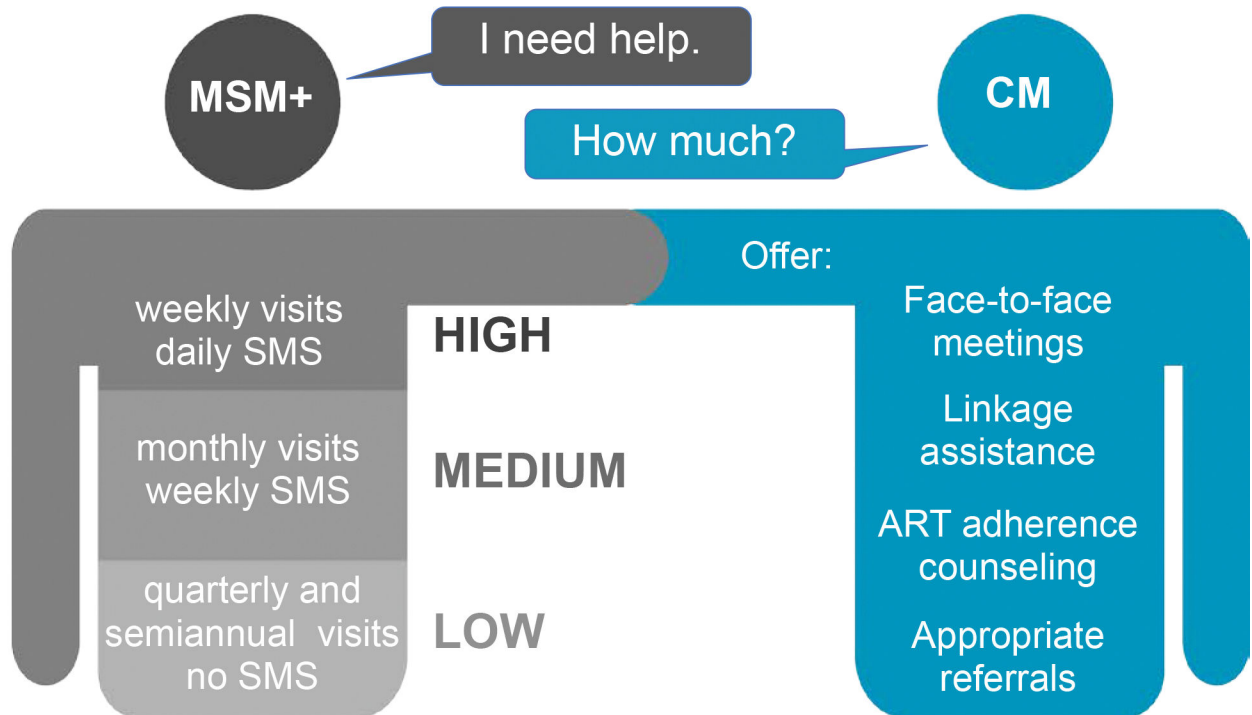 MSM+
I need help.
CM
How much?
Offer:
weekly visits
daily SMS
HIGH
monthly visits
weekly SMS
MEDIUM
quarterly and
semiannual visits
no SMS
LOW
Face-to-face
meetings
Linkage
assistance
ART adherence
counseling
Appropriate
referrals